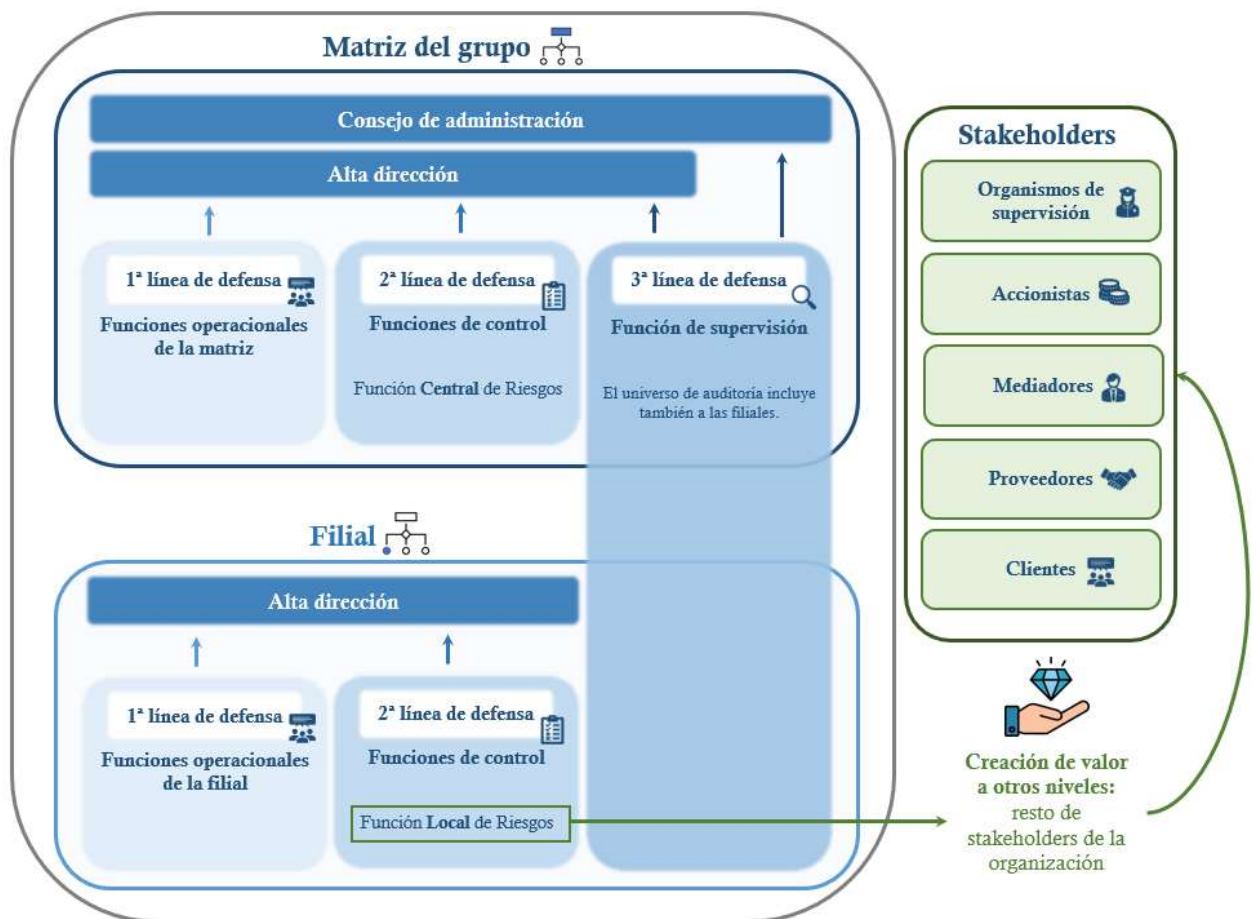 Matriz del grupo
Consejo de administración
Alta dirección
1ª línea de defensa
Funciones operacionales
de la matriz
2ª línea de defensa
Funciones de control
Función Central de Riesgos
3ª línea de defensa
Función de supervisión
El universo de auditoría incluye
también a las filiales.
Filial
Alta dirección
1ª línea de defensa
Funciones operacionales
de la filial
2ª línea de defensa
Funciones de control
Función Local de Riesgos
Stakeholders
Organismos de
supervisión
Accionistas
Mediadores
Proveedores
Clientes
Creación de valor
a otros niveles:
resto de
stakeholders de la
organización